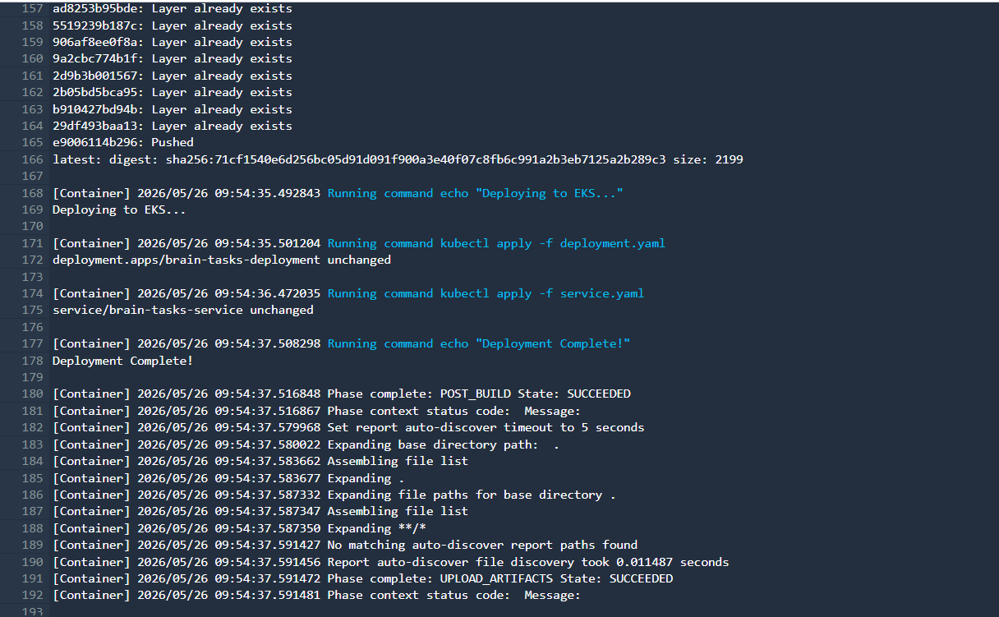 157 ad8253b95bde: Layer already exists
158 5519239b187c: Layer already exists
159 906af8ee0f8a: Layer already exists
160 9a2cbc774b1f: Layer already exists
161 2d9b3b001567: Layer already exists
162 2b05bd5bca95: Layer already exists
163 b910427bd94b: Layer already exists
164 29df493baa13: Layer already exists
165 e9006114b296: Pushed
166 latest: digest: sha256:71cf1540e6d256bc05d91d091f900a3e40f07c8fb6c991a2b3eb7125a2b289c3 size: 2199
167
168 [Container] 2026/05/26 09:54:35.492843 Running command echo "Deploying to EKS..."
169 Deploying to EKS...
170
171 [Container] 2026/05/26 09:54:35.501204 Running command kubectl apply -f deployment.yaml
172 deployment.apps/brain-tasks-deployment unchanged
173
174 [Container] 2026/05/26 09:54:36.472035 Running command kubectl apply -f service.yaml
175 service/brain-tasks-service unchanged
176
177 [Container] 2026/05/26 09:54:37.508298 Running command echo "Deployment Complete!"
178 Deployment Complete!
179
180 [Container] 2026/05/26 09:54:37.516848 Phase complete: POST_BUILD State: SUCCEEDED
181 [Container] 2026/05/26 09:54:37.516867 Phase context status code:  Message:
182 [Container] 2026/05/26 09:54:37.579968 Set report auto-discover timeout to 5 seconds
183 [Container] 2026/05/26 09:54:37.580022 Expanding base directory path:  .
184 [Container] 2026/05/26 09:54:37.583662 Assembling file list
185 [Container] 2026/05/26 09:54:37.583677 Expanding .
186 [Container] 2026/05/26 09:54:37.587332 Expanding file paths for base directory .
187 [Container] 2026/05/26 09:54:37.587347 Assembling file list
188 [Container] 2026/05/26 09:54:37.587350 Expanding **/*
189 [Container] 2026/05/26 09:54:37.591427 No matching auto-discover report paths found
190 [Container] 2026/05/26 09:54:37.591456 Report auto-discover file discovery took 0.011487 seconds
191 [Container] 2026/05/26 09:54:37.591472 Phase complete: UPLOAD_ARTIFACTS State: SUCCEEDED
192 [Container] 2026/05/26 09:54:37.591481 Phase context status code:  Message:
193